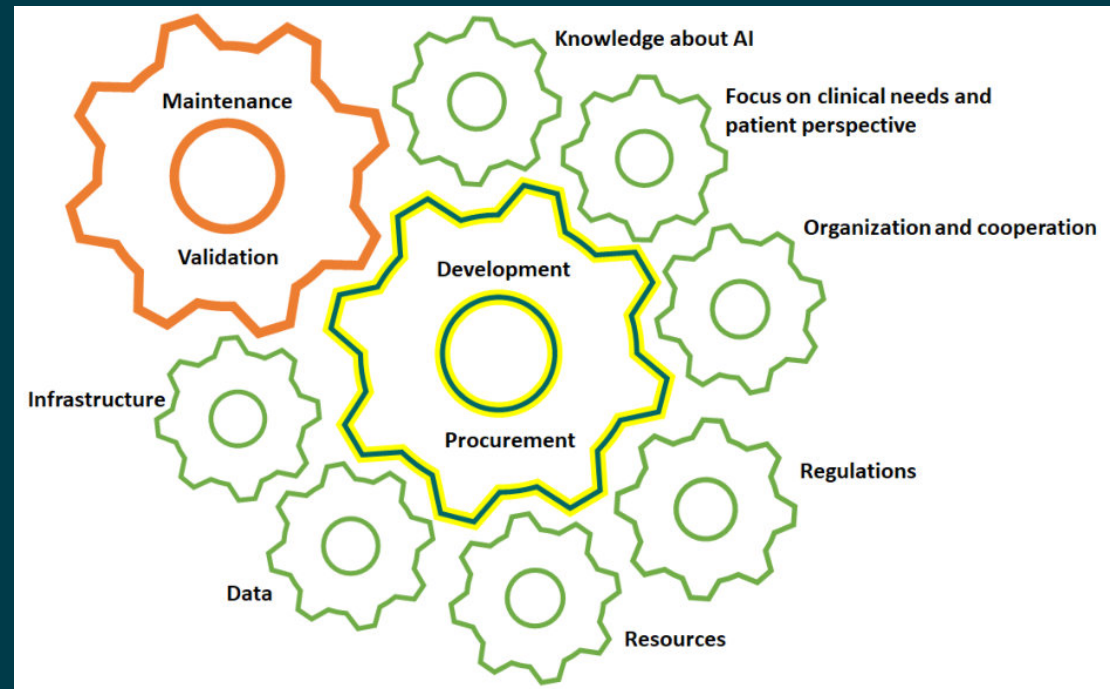 Knowledge about AI
Maintenance
Validation
Focus on clinical needs and
patient perspective
Organization and cooperation
Development
Procurement
Infrastructure
Regulations
Data
Resources